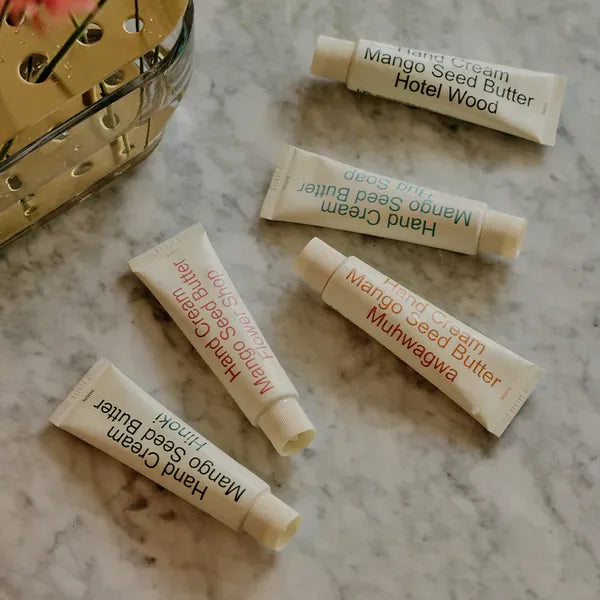 Hand Cream
Mango Seed Butter
Hotel Wood
Hand Cream
Mango Seed Butter
Hug Soap
Hand Cream
Mango Seed Butter
Muhwagwa
Hand Cream
Mango Seed Butter
Flower Shop
Hand Cream
Mango Seed Butter
Hinoki